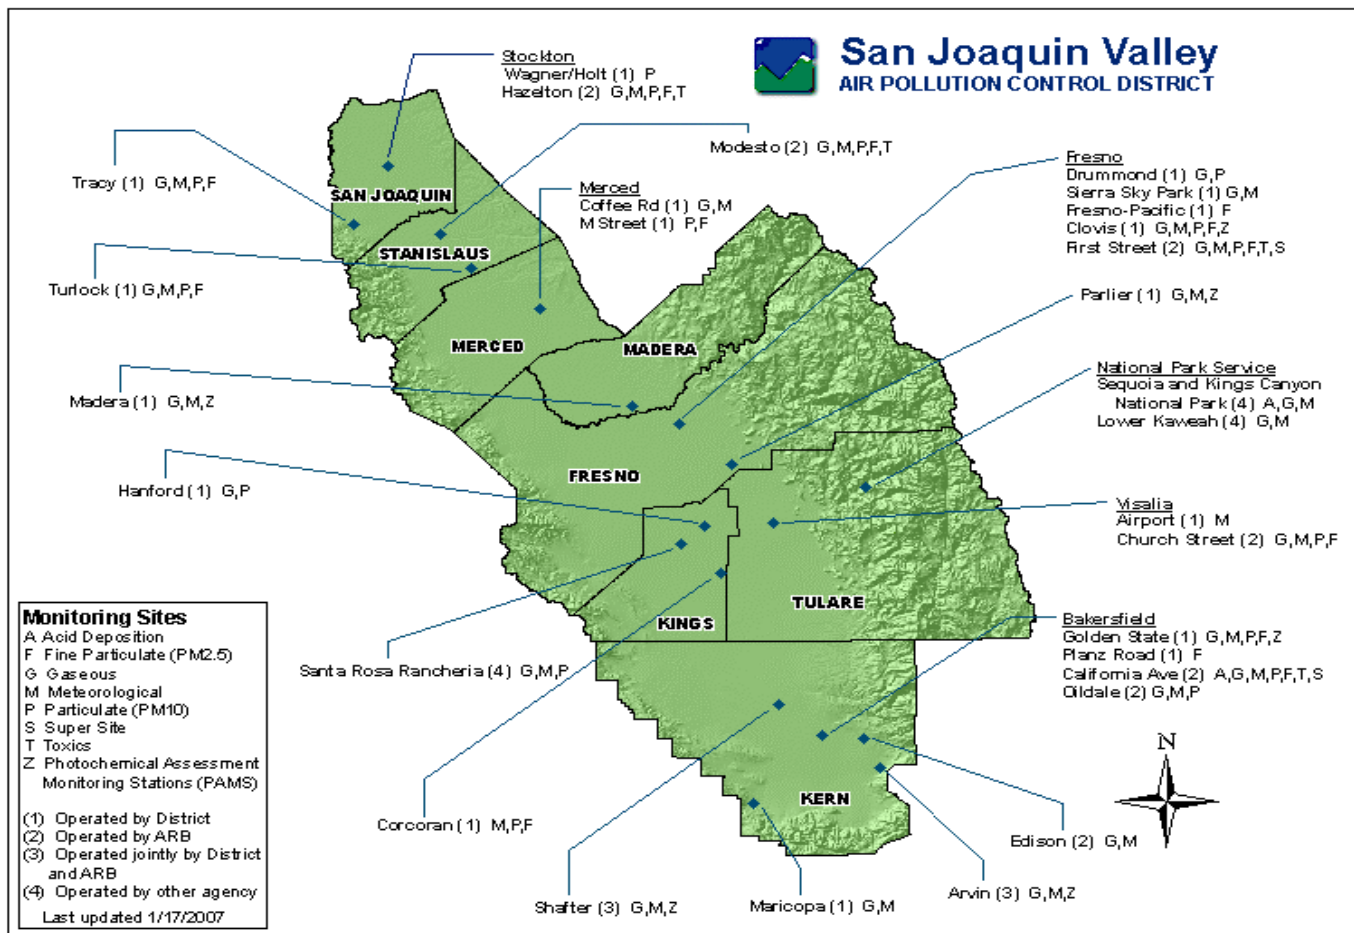 San Joaquin Valley
AIR POLLUTION CONTROL DISTRICT
Stockton
Wagner/Holt (1) P
Hazelton (2) G,M,P,F,T
Modesto (2) G,M,P,F,T
Tracy (1) G,M,P,F
Merced
Coffee Rd (1) G,M
M Street (1) P,F
Fresno
Drummond (1) G,P
Sierra Sky Park (1) G,M
Fresno-Pacific (1) F
Clovis (1) G,M,P,F,Z
First Street (2) G,M,P,F,T,S
Turlock (1) G,M,P,F
Parlier (1) G,M,Z
Madera (1) G,M,Z
National Park Service
Sequoia and Kings Canyon
National Park (4) A,G,M
Lower Kaweah (4) G,M
Hanford (1) G,P
Visalia
Airport (1) M
Church Street (2) G,M,P,F
SAN JOAQUIN
STANISLAUS
MERCED
MADERA
FRESNO
TULARE
KINGS
KERN
Santa Rosa Rancheria (4) G,M,P
Bakersfield
Golden State (1) G,M,P,F,Z
Planz Road (1) F
California Ave (2) A,G,M,P,F,T,S
Oildale (2) G,M,P
Corcoran (1) M,P,F
Shafter (3) G,M,Z
Maricopa (1) G,M
Arvin (3) G,M,Z
Edison (2) G,M
N
Monitoring Sites
A Acid Deposition
F Fine Particulate (PM2.5)
G Gaseous
M Meteorological
P Particulate (PM10)
S Super Site
T Toxics
Z Photochemical Assessment
Monitoring Stations (PAMS)
(1) Operated by District
(2) Operated by ARB
(3) Operated jointly by District
and ARB
(4) Operated by other agency
Last updated 1/17/2007